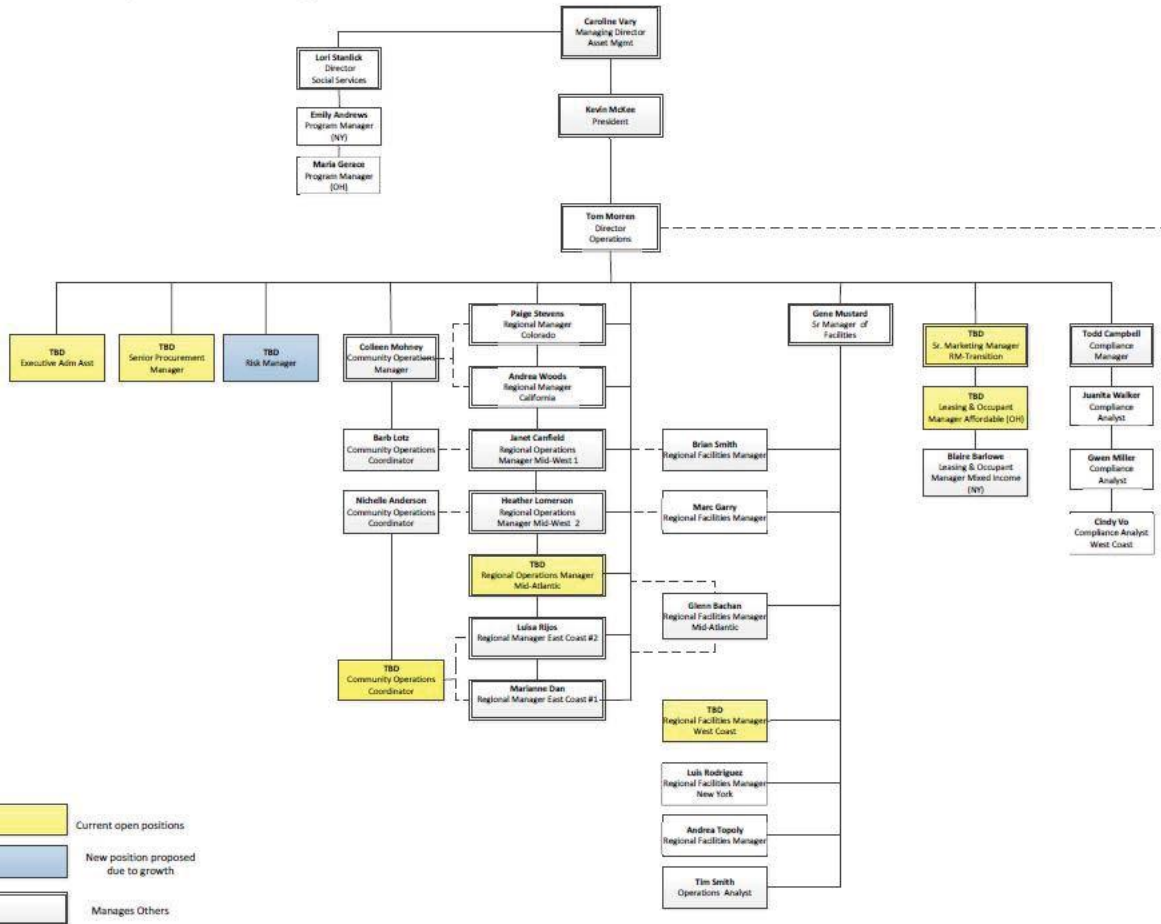 Caroline Vary
Managing Director
Asset Mgmt
Lori Stanlick
Director
Social Services
Emily Andrews
Program Manager
(NY)
Maria Gerace
Program Manager
(OH)
Kevin McKee
President
Tom Morren
Director
Operations
TBD
Executive Adm Asst
TBD
Senior Procurement
Manager
TBD
Risk Manager
Colleen Mohney
Community Operations
Manager
Barb Lotz
Community Operations
Coordinator
Nichelle Anderson
Community Operations
Coordinator
TBD
Community Operations
Coordinator
Paige Stevens
Regional Manager
Colorado
Andrea Woods
Regional Manager
California
Janet Canfield
Regional Operations
Manager Mid-West 1
Heather Lomerson
Regional Operations
Manager Mid-West 2
TBD
Regional Operations Manager
Mid-Atlantic
Luisa Rijos
Regional Manager East Coast #2
Marianne Dan
Regional Manager East Coast #1
Gene Mustard
Sr Manager of
Facilities
Brian Smith
Regional Facilities Manager
Marc Garry
Regional Facilities Manager
Glenn Bachan
Regional Facilities Manager
Mid-Atlantic
TBD
Regional Facilities Manager
West Coast
Luis Rodriguez
Regional Facilities Manager
New York
Andrea Topoly
Regional Facilities Manager
Tim Smith
Operations Analyst
TBD
Sr. Marketing Manager
RM-Transition
TBD
Leasing & Occupant
Manager Affordable (OH)
Blaire Barlowe
Leasing & Occupant
Manager Mixed Income
(NY)
Todd Campbell
Compliance
Manager
Juanita Walker
Compliance
Analyst
Gwen Miller
Compliance
Analyst
Cindy Vo
Compliance Analyst
West Coast
Current open positions
New position proposed
due to growth
Manages Others